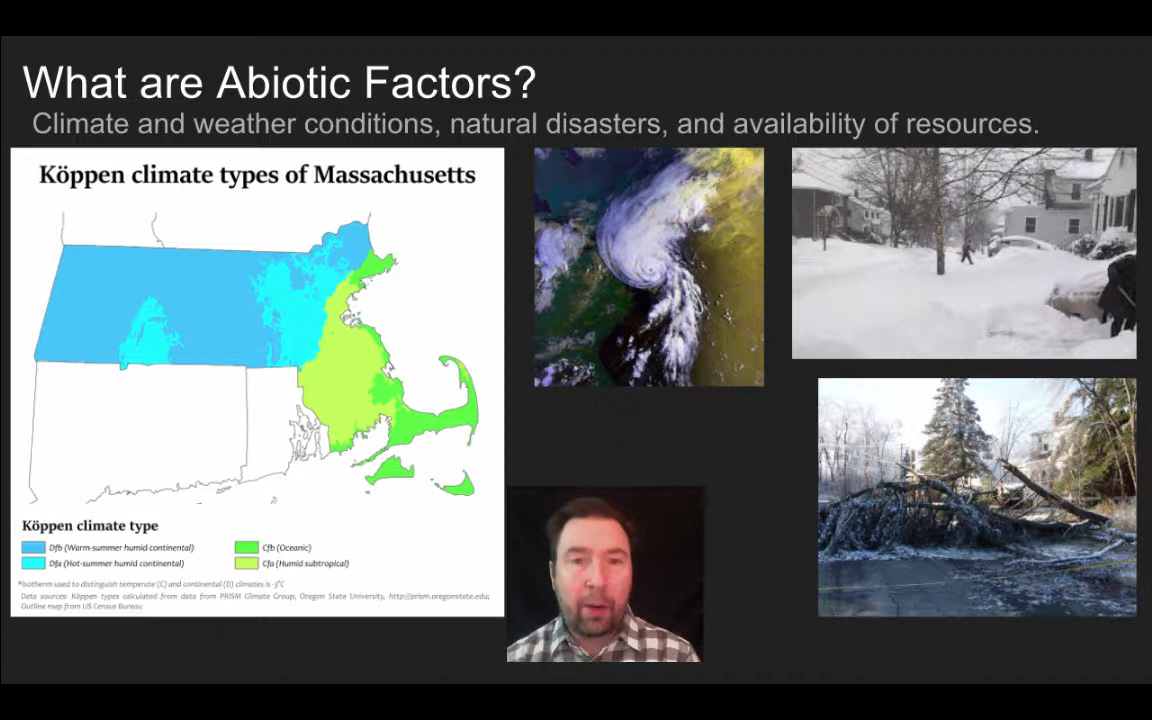 What are Abiotic Factors?
Climate and weather conditions, natural disasters, and availability of resources.
Köppen climate types of Massachusetts
Köppen climate type
Dfb (Warm-summer humid continental)
Cfb (Oceanic)
Dfa (Hot-summer humid continental)
Cfa (Humid subtropical)
*Isotherm used to distinguish temperate (C) and continental (D) climates is -3°C
Data sources: Köppen types calculated from data from PRISM Climate Group, Oregon State University, http://prism.oregonstate.edu;
Outline map from US Census Bureau